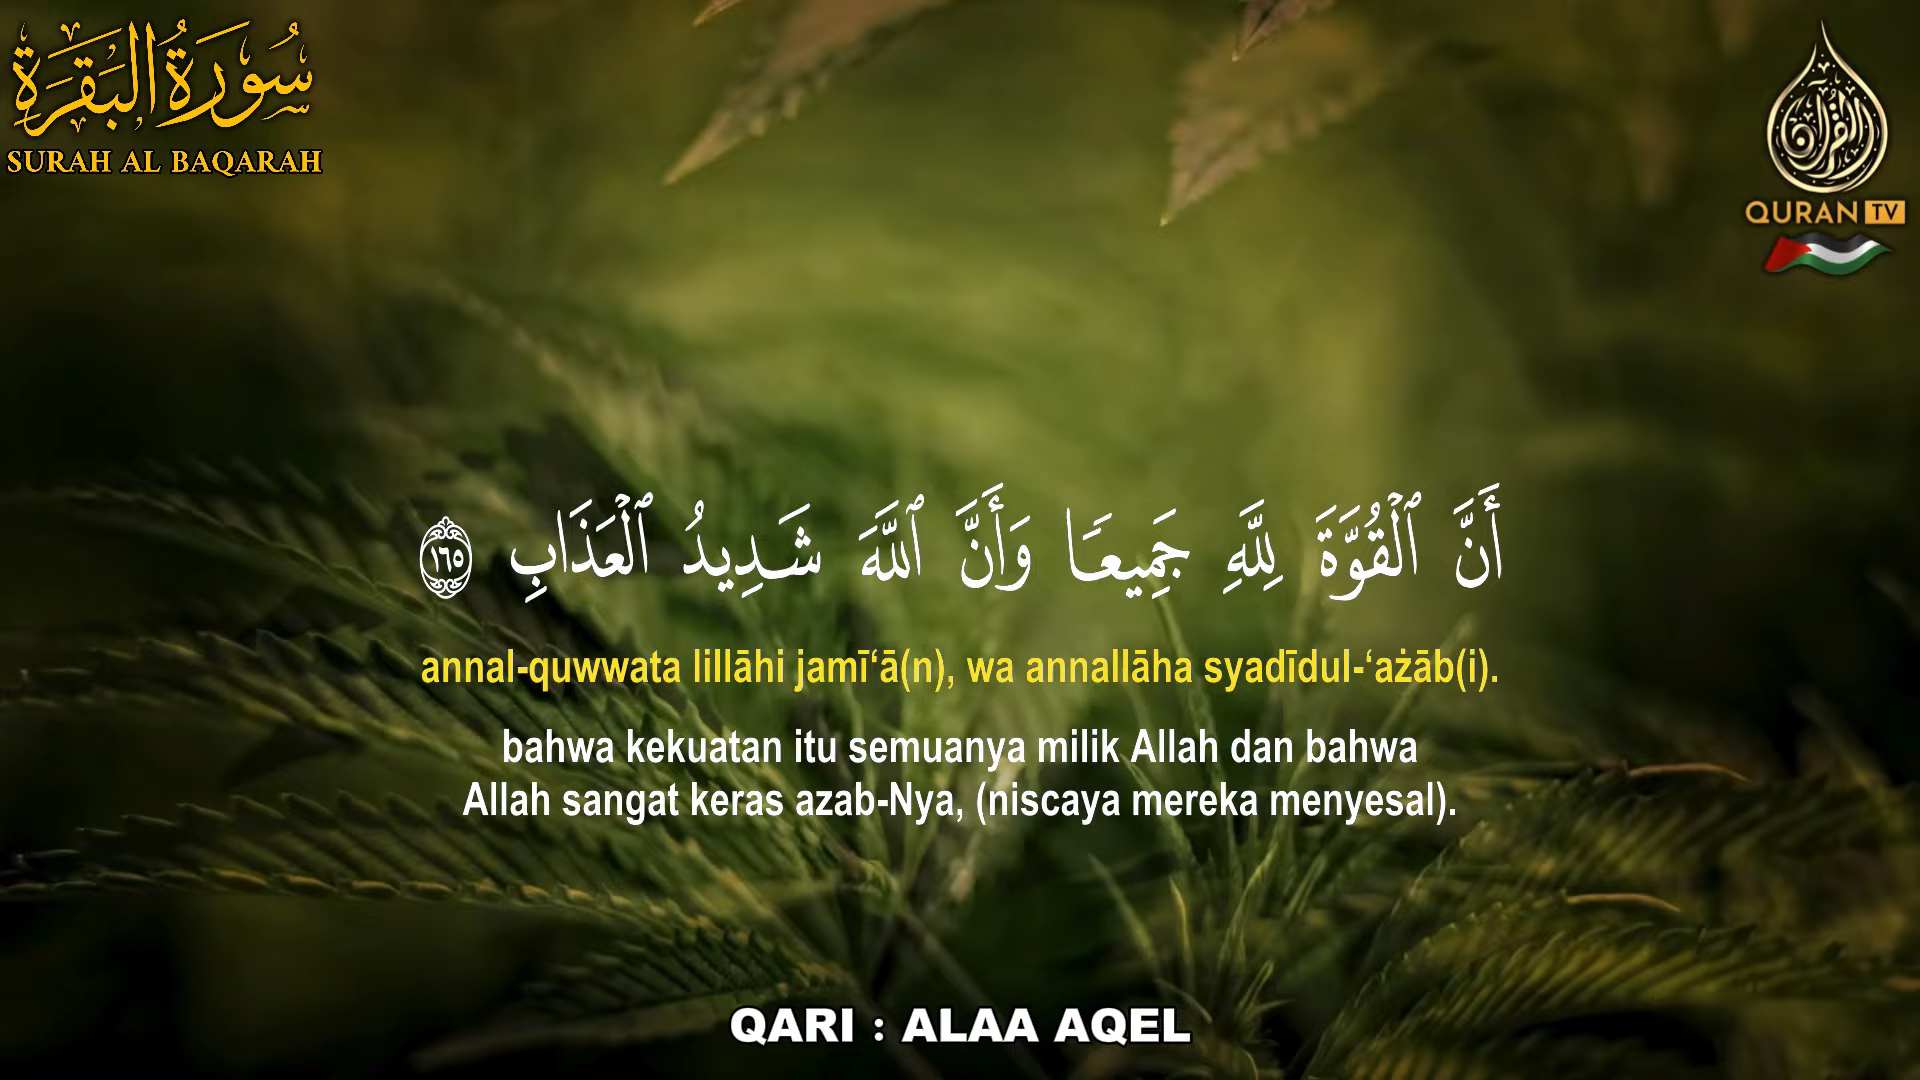 سُورَةُ البَقَرَة
SURAH AL BAQARAH
القرآن
QURAN TV
أَنَّ ٱلْقُوَّةَ لِلَّهِ جَمِيعًا وَأَنَّ ٱللَّهَ شَدِيدُ ٱلْعَذَابِ ١٦٥
annal-quwwata lillāhi jamī‘ā(n), wa annallāha syadīdul-‘ażāb(i).
bahwa kekuatan itu semuanya milik Allah dan bahwa
Allah sangat keras azab-Nya, (niscaya mereka menyesal).
QARI : ALAA AQEL